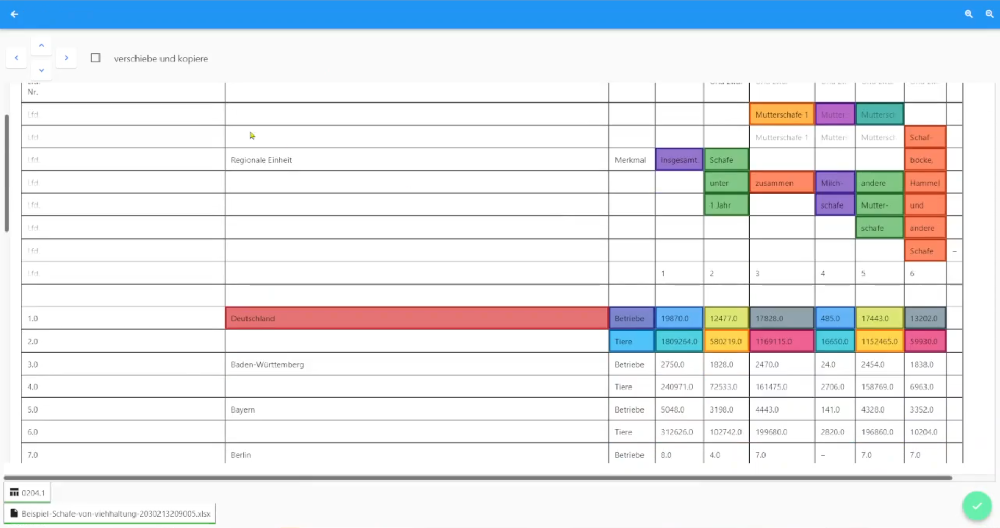 verschiebe und kopiere
Nr.
Lfd. Mutterschafe 1 Mutter- Muttersc
Lfd Mutterschafe 1 Mutter Muttersch Schaf-
Lfd. Regionale Einheit Merkmal Insgesamt Schafe böcke,
Lfd. unter zusammen Milch- andere Hammel
Lfd. 1 Jahr schafe Mutter- und
Lfd schafe andere
Lfd. Schafe –
Lfd. 1 2 3 4 5 6
1.0 Deutschland Betriebe 19870.0 12477.0 17828.0 485.0 17443.0 13202.0
2.0 Tiere 1809264.0 580219.0 1169115.0 16650.0 1152465.0 59930.0
3.0 Baden-Württemberg Betriebe 2750.0 1828.0 2470.0 24.0 2454.0 1838.0
4.0 Tiere 240971.0 72533.0 161475.0 2706.0 158769.0 6963.0
5.0 Bayern Betriebe 5048.0 3198.0 4443.0 141.0 4328.0 3352.0
6.0 Tiere 312626.0 102742.0 199680.0 2820.0 196860.0 10204.0
7.0 Berlin Betriebe 8.0 4.0 7.0 – 7.0 7.0
0204.1
Beispiel-Schafe-von-viehhaltung-2030213209005.xlsx